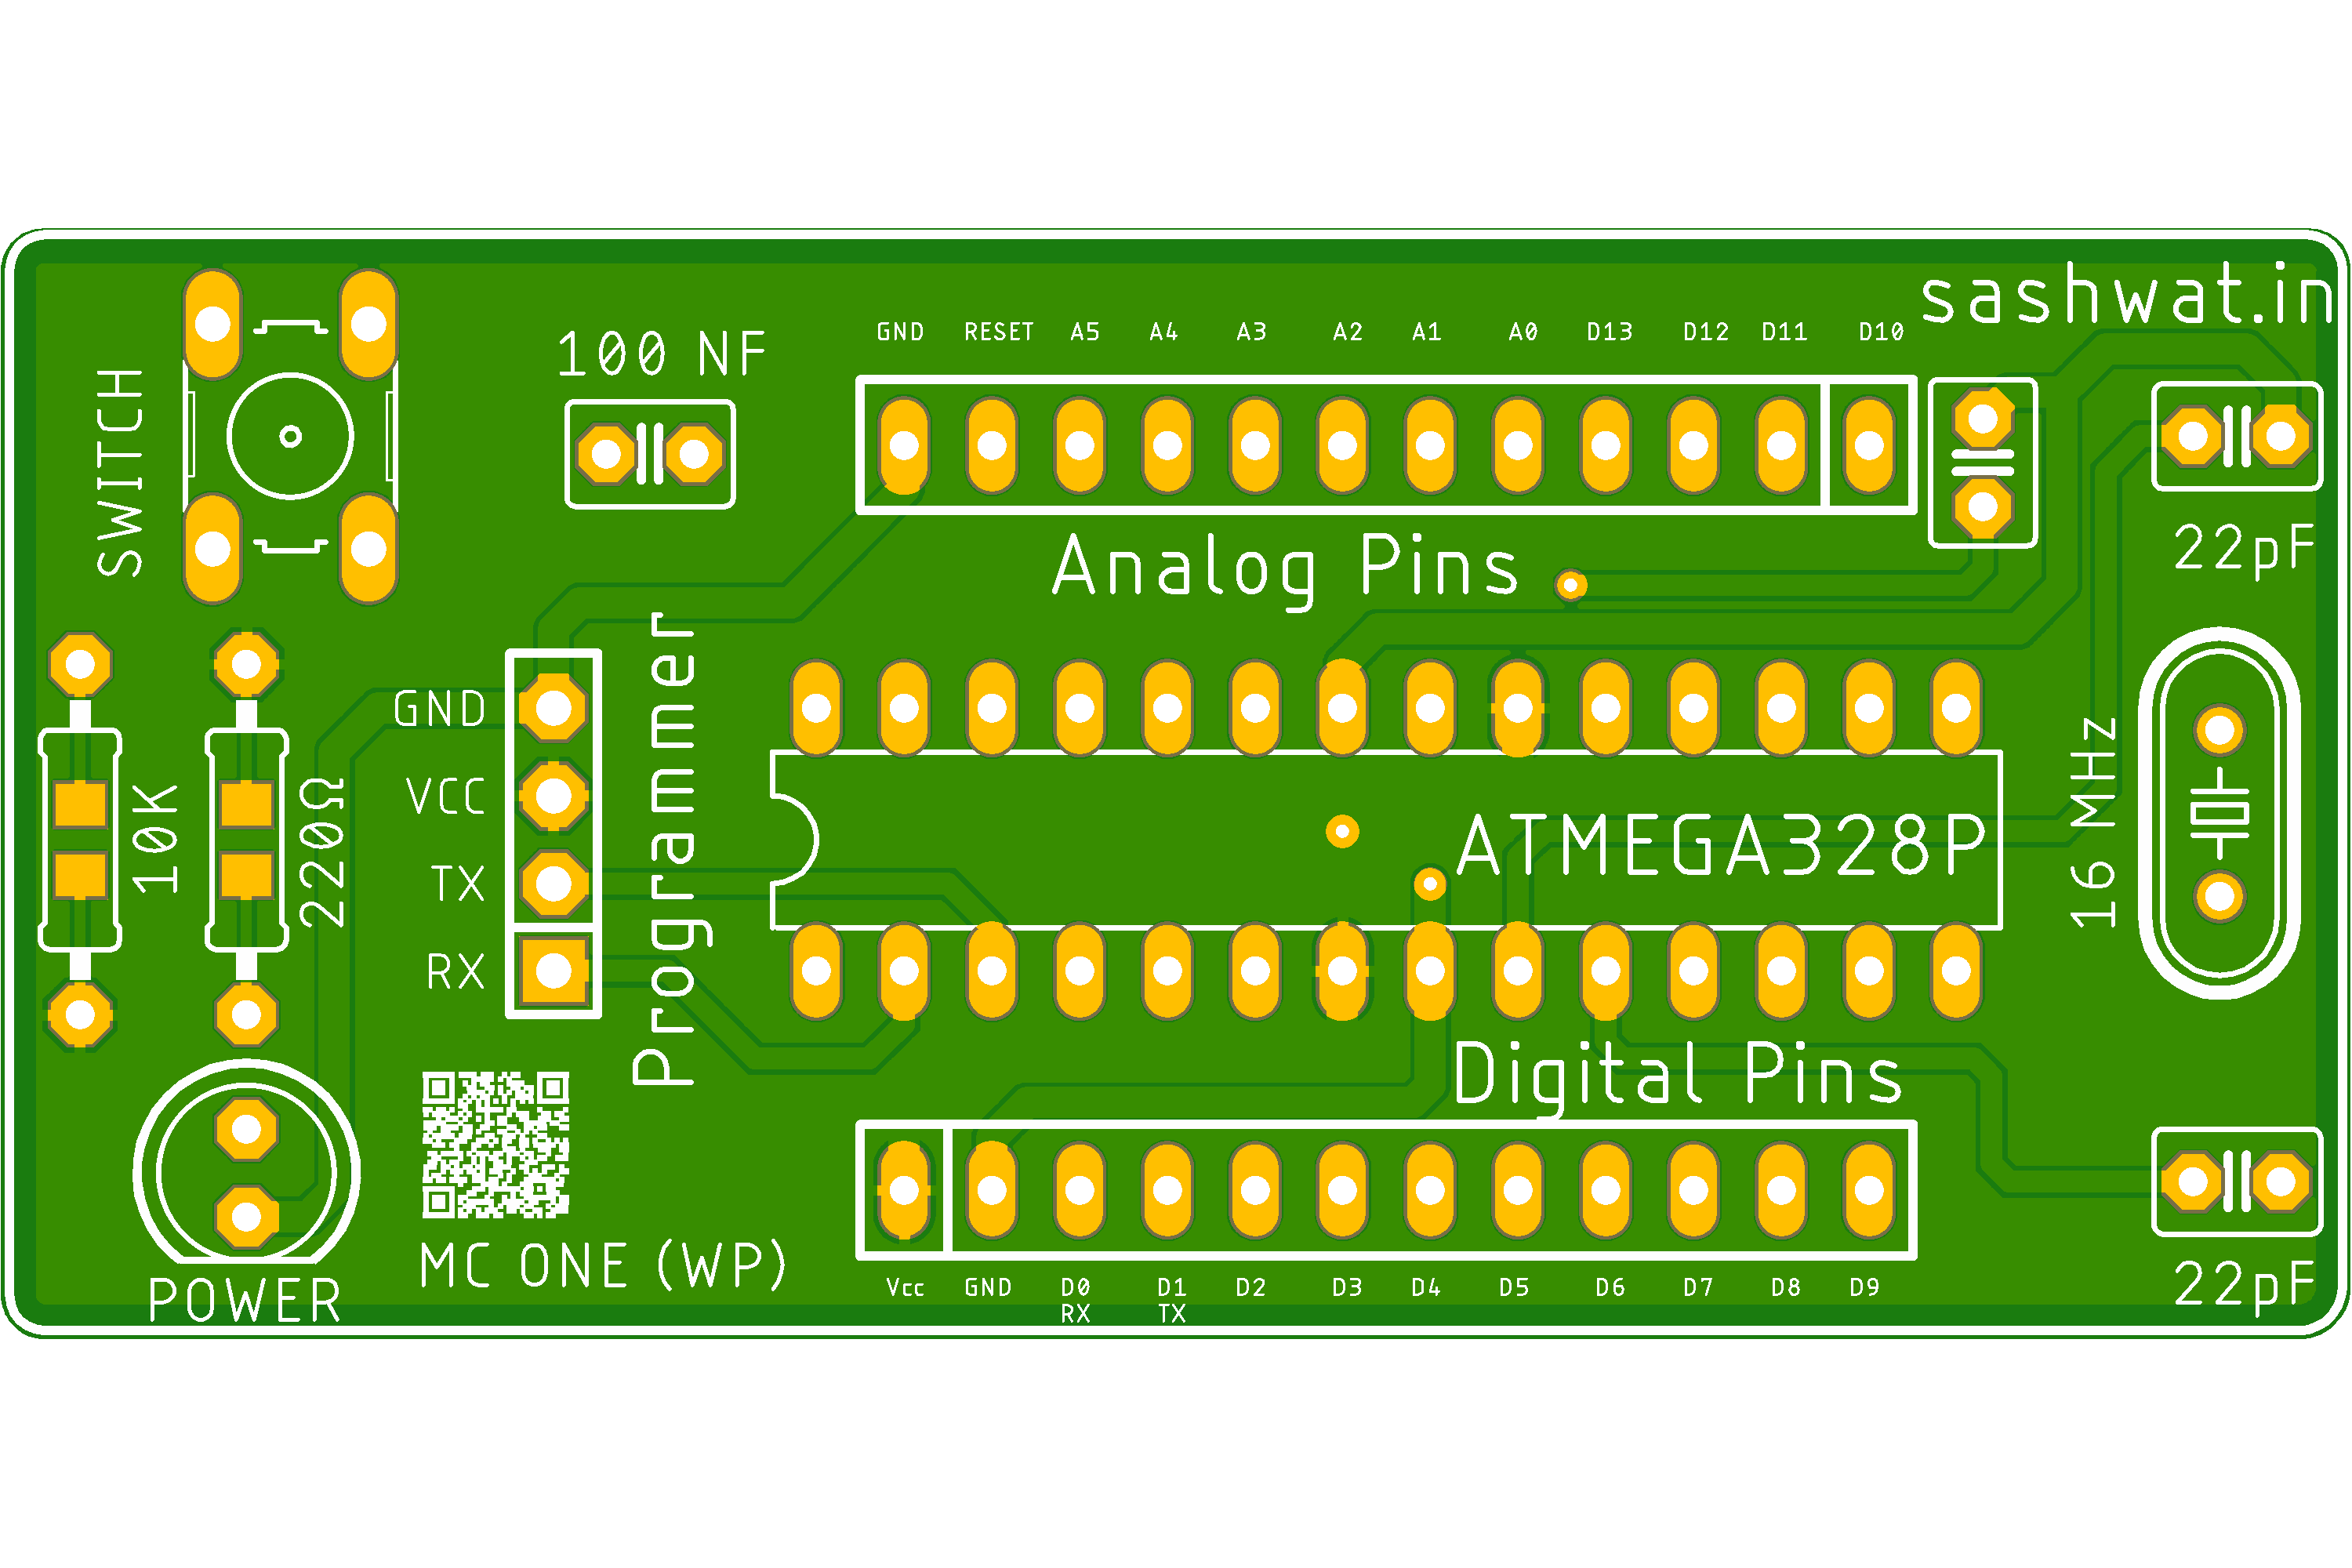 sashwat.in
SWITCH
100 NF
GND RESET A5 A4 A3 A2 A1 A0 D13 D12 D11 D10
Analog Pins
22pF
10K
220Ω
GND
VCC
TX
RX
Programmer
ATMEGA328P
16 MHz
Digital Pins
POWER
MC ONE (WP)
Vcc GND D0 D1 D2 D3 D4 D5 D6 D7 D8 D9
RX TX
22pF